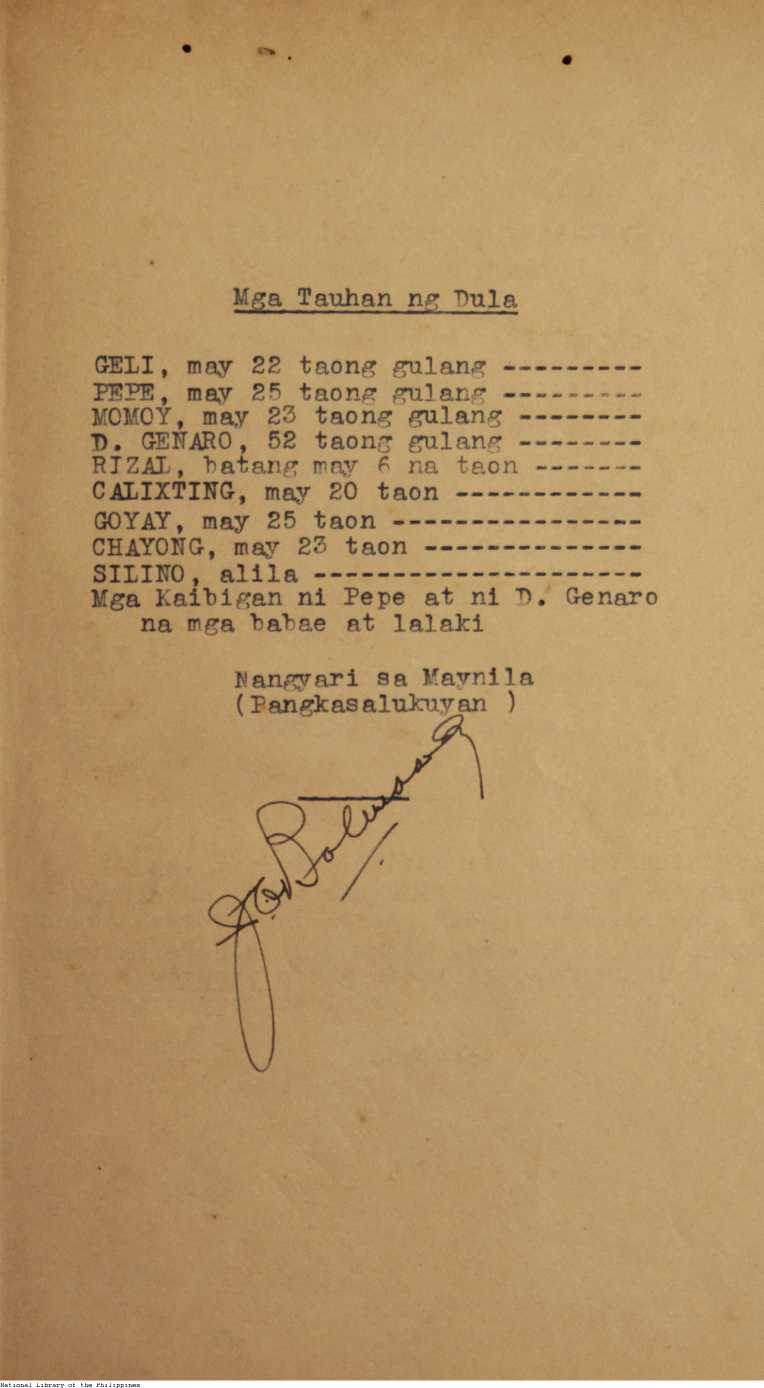 Mga Tauhan ng Dula
GELI, may 22 taong gulang ---------
PEPE, may 25 taong gulang ---------
MOMOY, may 23 taong gulang --------
D. GENARO, 52 taong gulang --------
RIZAL, batang may 6 na taon -------
CALIXTING, may 20 taon ------------
GOYAY, may 25 taon ----------------
CHAYONG, may 23 taon --------------
SILINO, alila ---------------------
Mga Kaibigan ni Pepe at ni D. Genaro
na mga babae at lalaki
Nangyari sa Maynila
(Pangkasalukuyan )
National Library of the Philippines